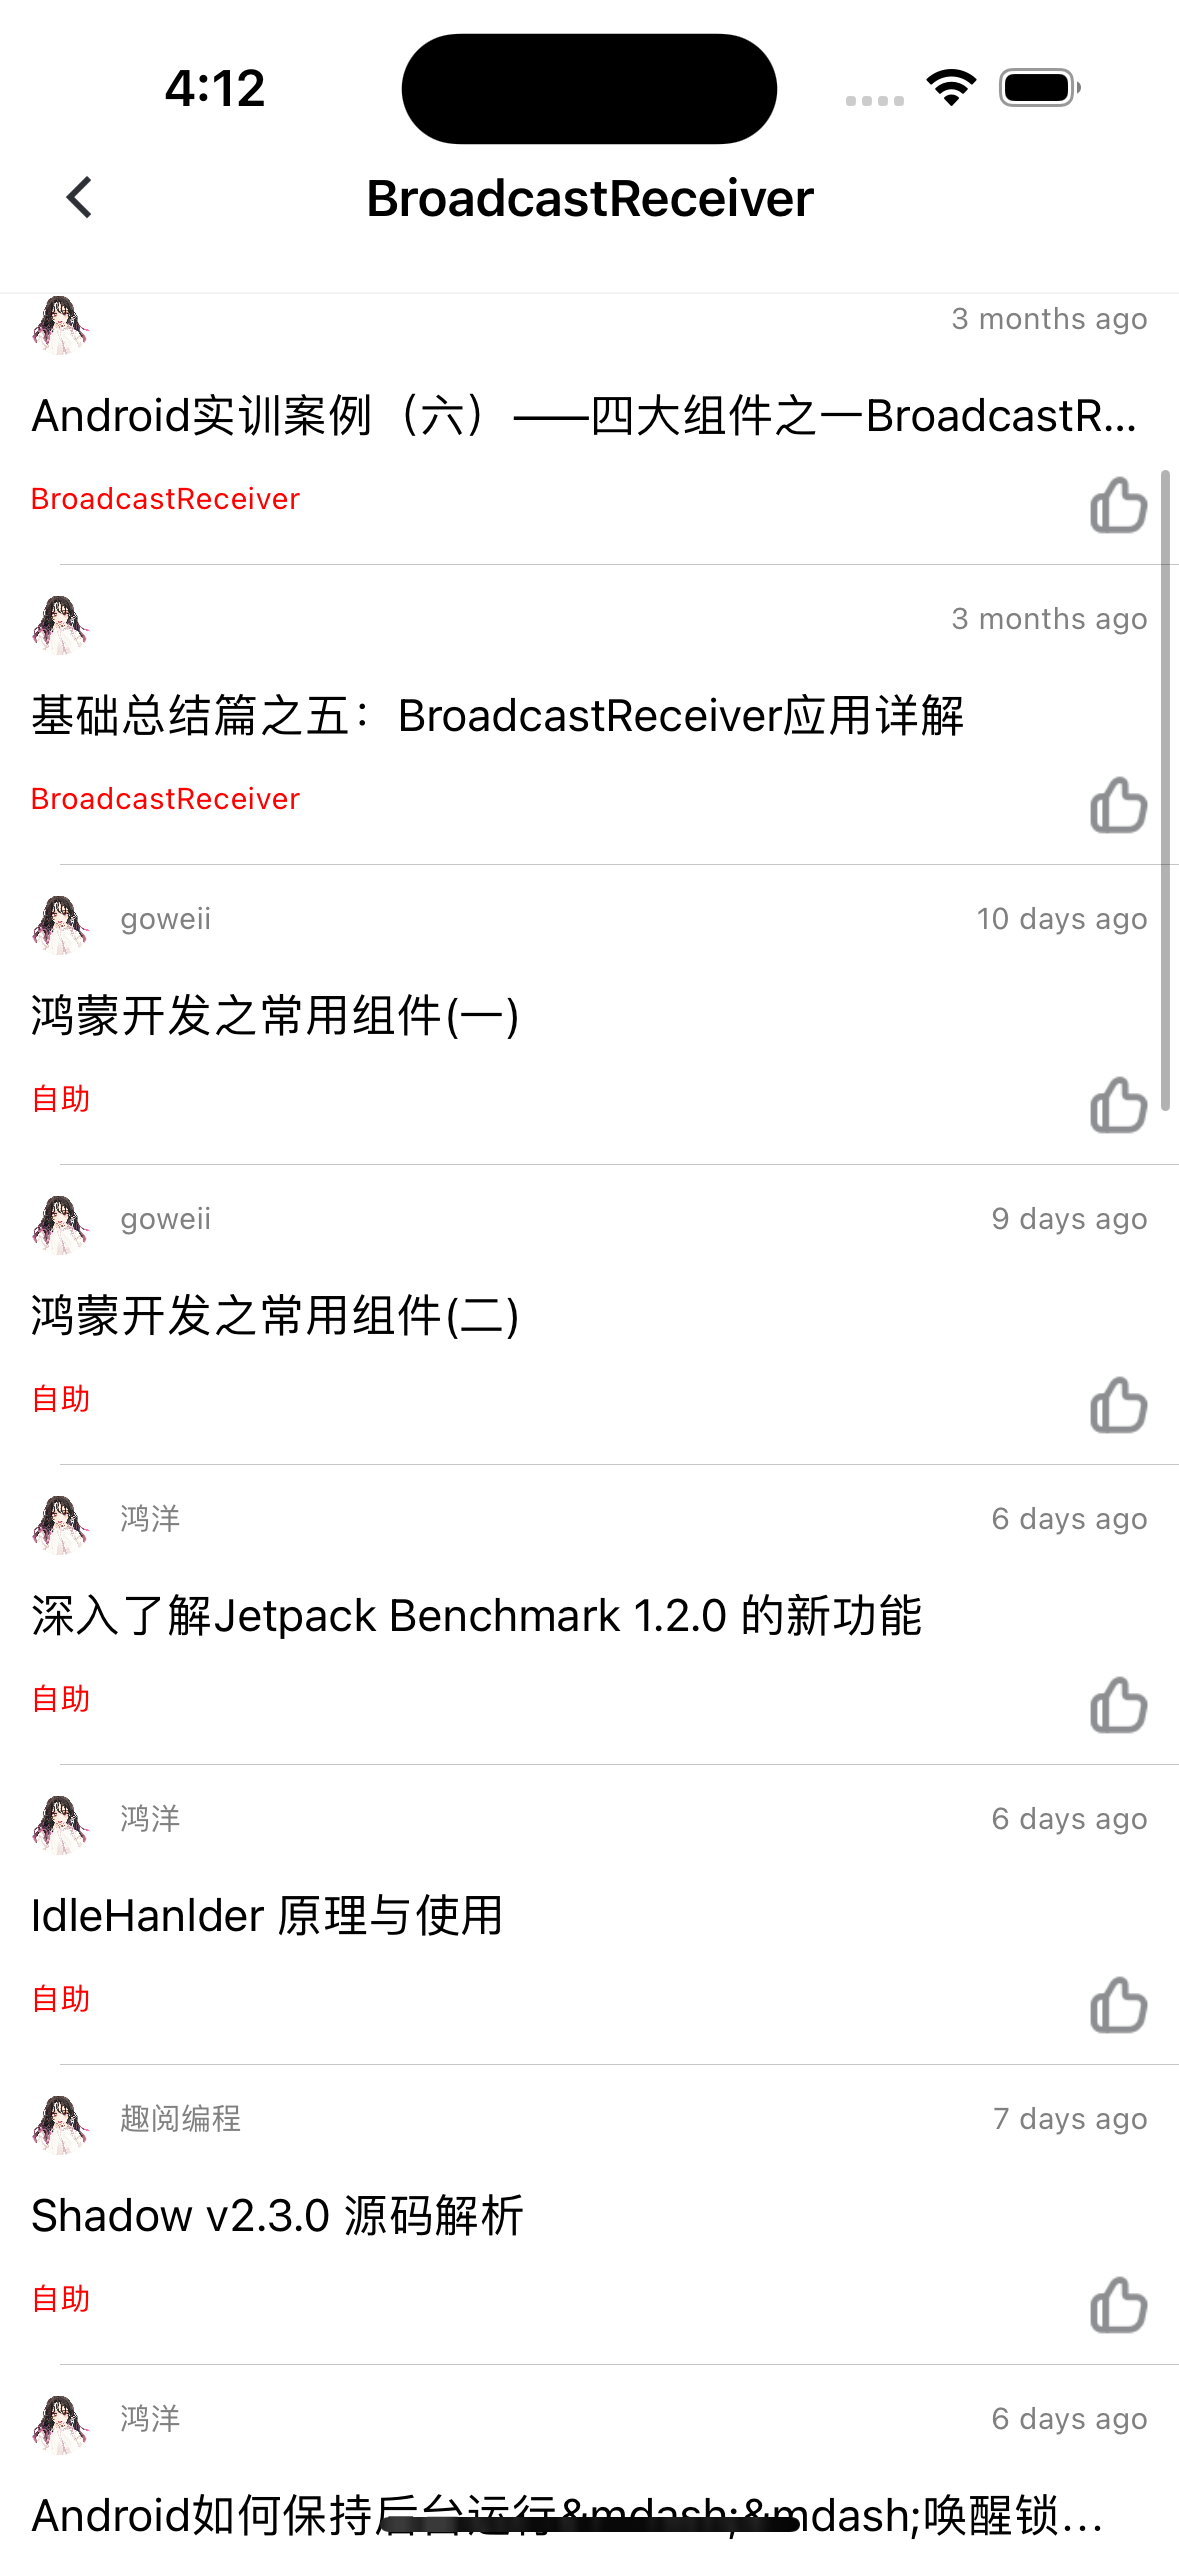 4:12
BroadcastReceiver
3 months ago
Android实训案例（六）——四大组件之一BroadcastR...
BroadcastReceiver
3 months ago
基础总结篇之五：BroadcastReceiver应用详解
BroadcastReceiver
goweii
10 days ago
鸿蒙开发之常用组件(一)
自助
goweii
9 days ago
鸿蒙开发之常用组件(二)
自助
鸿洋
6 days ago
深入了解Jetpack Benchmark 1.2.0 的新功能
自助
鸿洋
6 days ago
IdleHanlder 原理与使用
自助
趣阅编程
7 days ago
Shadow v2.3.0 源码解析
自助
鸿洋
6 days ago
Android如何保持后台运行&mdash;&mdash;唤醒锁...